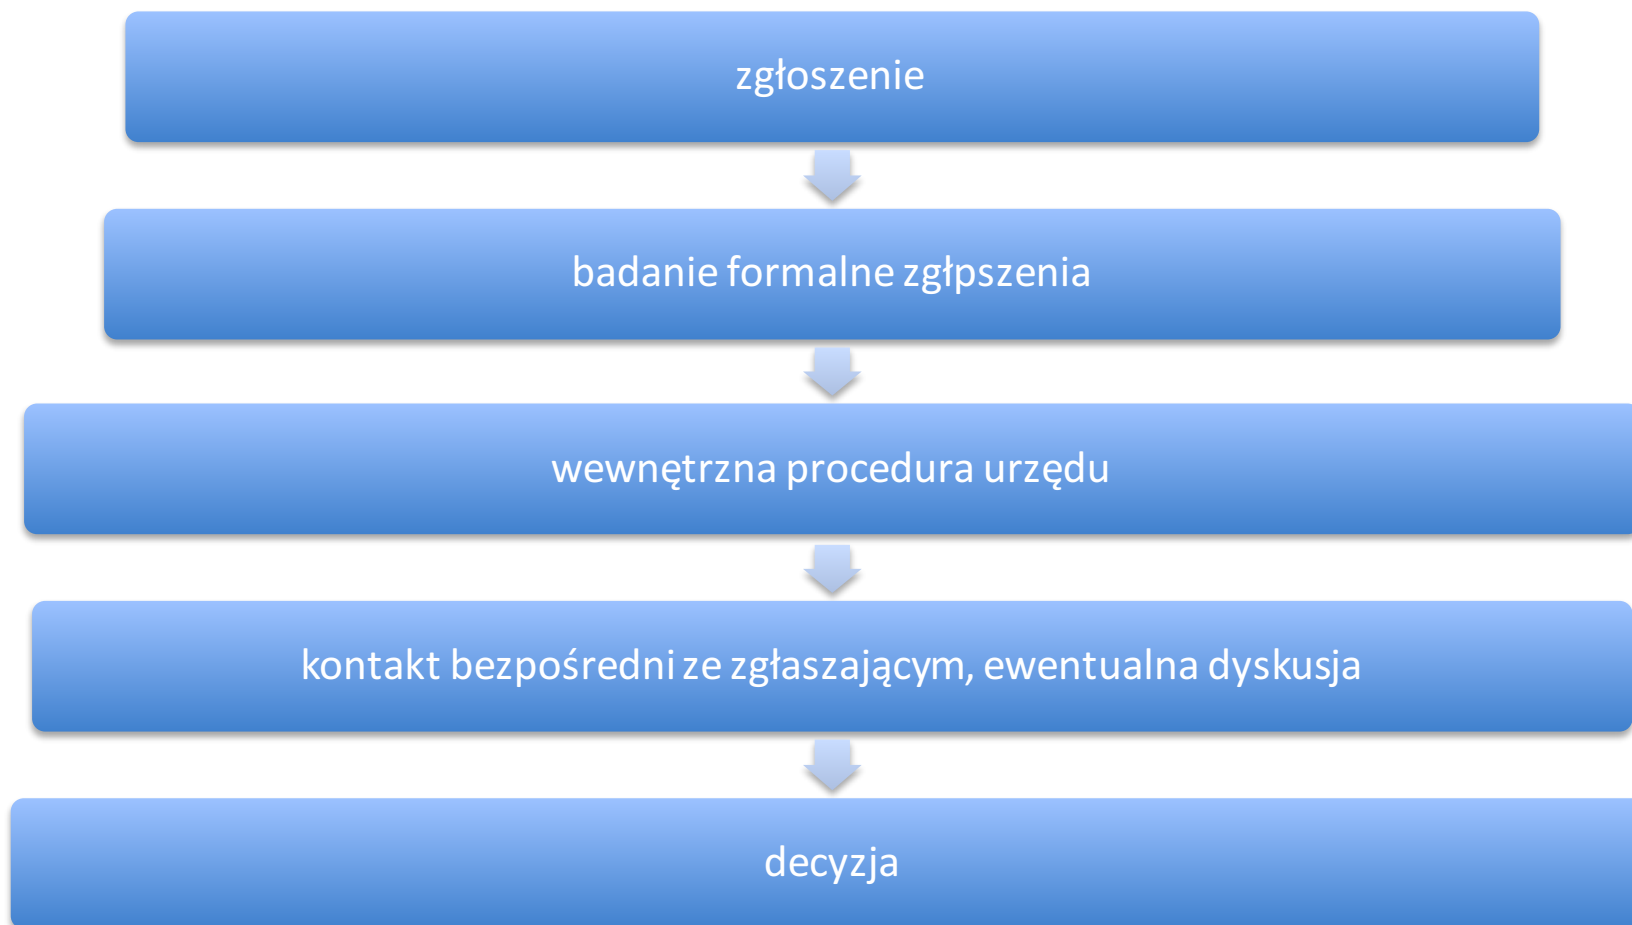 zgłoszenie
badanie formalne zgłpszenia
wewnętrzna procedura urzędu
kontakt bezpośredni ze zgłaszającym, ewentualna dyskusja
decyzja